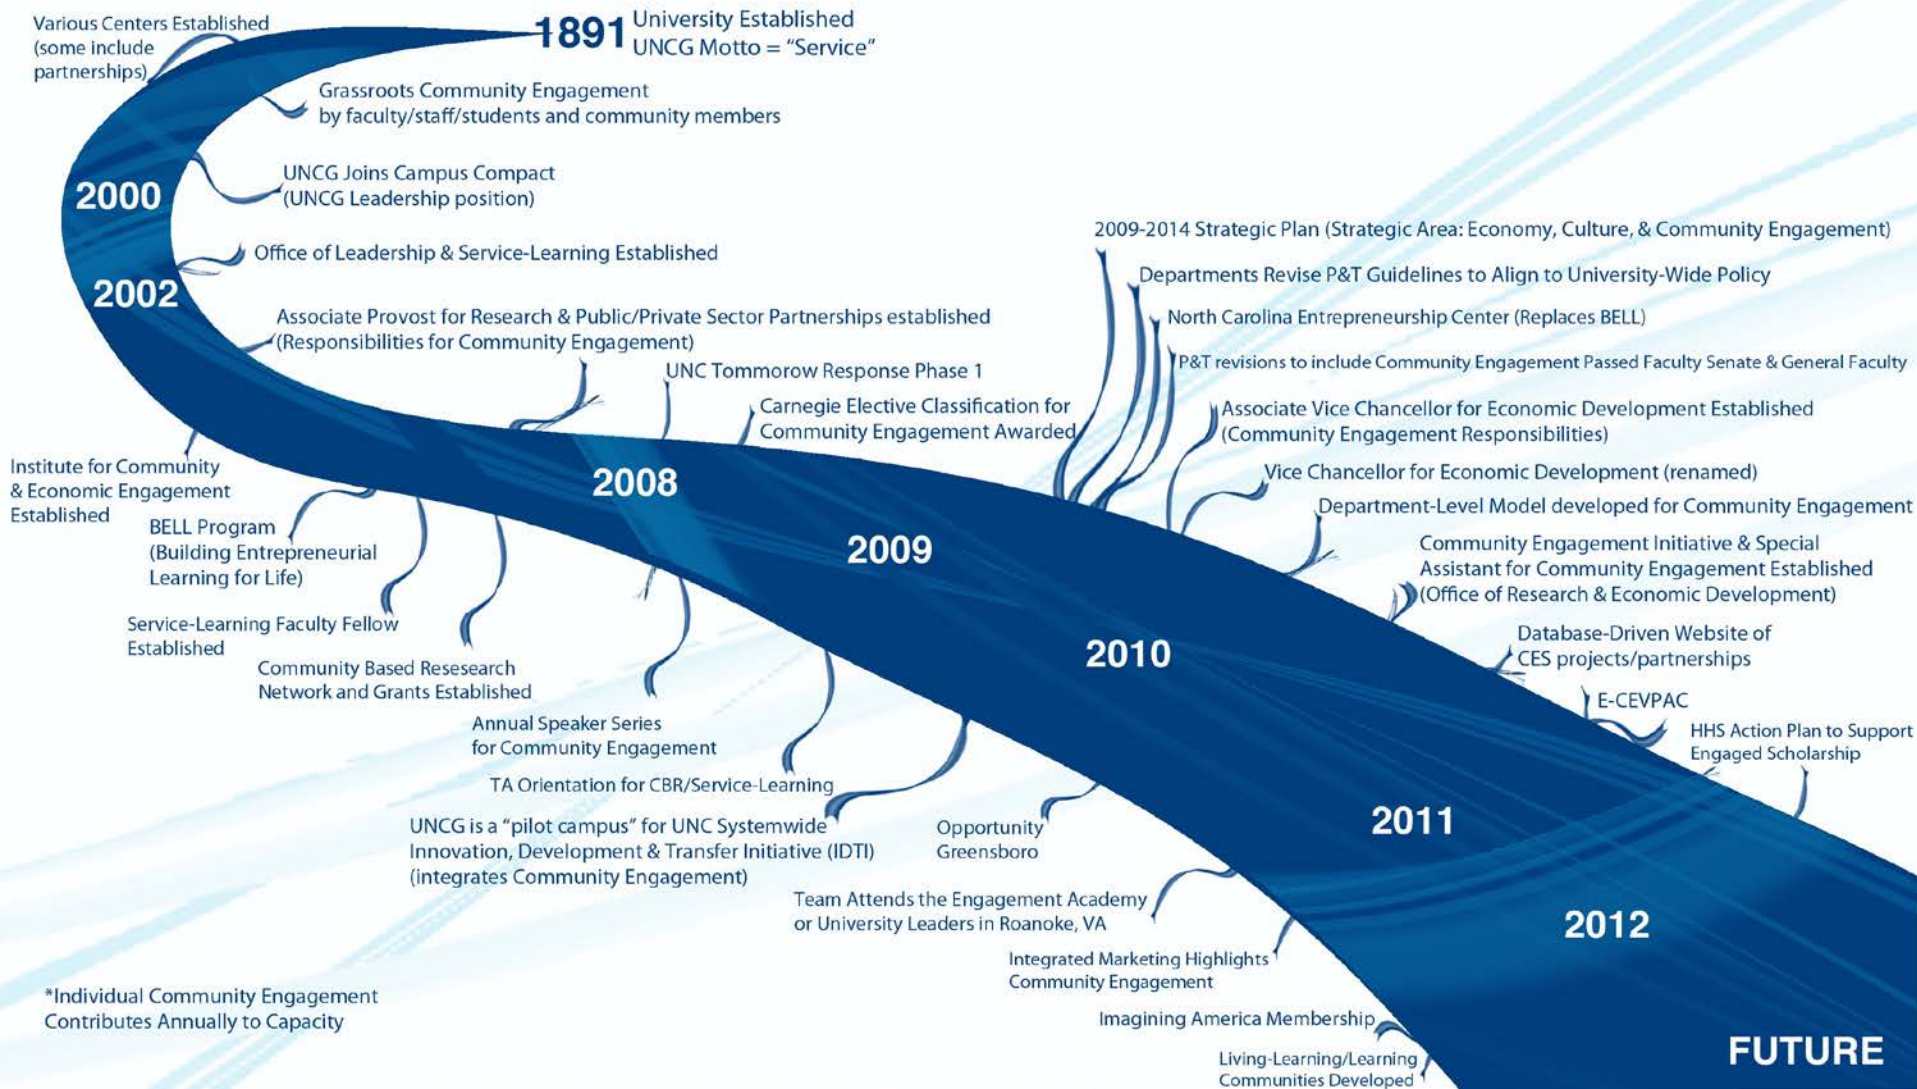 Various Centers Established
(some include
partnerships)
1891
University Established
UNCG Motto = “Service”
Grassroots Community Engagement
by faculty/staff/students and community members
2000
UNCG Joins Campus Compact
(UNCG Leadership position)
Office of Leadership & Service-Learning Established
2002
Associate Provost for Research & Public/Private Sector Partnerships established
(Responsibilities for Community Engagement)
UNC Tommorow Response Phase 1
Carnegie Elective Classification for
Community Engagement Awarded
2009-2014 Strategic Plan (Strategic Area: Economy, Culture, & Community Engagement)
Departments Revise P&T Guidelines to Align to University-Wide Policy
North Carolina Entrepreneurship Center (Replaces BELL)
P&T revisions to include Community Engagement Passed Faculty Senate & General Faculty
Associate Vice Chancellor for Economic Development Established
(Community Engagement Responsibilities)
Vice Chancellor for Economic Development (renamed)
Department-Level Model developed for Community Engagement
Community Engagement Initiative & Special
Assistant for Community Engagement Established
(Office of Research & Economic Development)
Database-Driven Website of
CES projects/partnerships
E-CEVPAC
HHS Action Plan to Support
Engaged Scholarship
Institute for Community
& Economic Engagement
Established
BELL Program
(Building Entrepreneurial
Learning for Life)
Service-Learning Faculty Fellow
Established
Community Based Resesearch
Network and Grants Established
2008
2009
2010
2011
2012
Annual Speaker Series
for Community Engagement
TA Orientation for CBR/Service-Learning
UNCG is a “pilot campus” for UNC Systemwide
Innovation, Development & Transfer Initiative (IDTI)
(integrates Community Engagement)
Opportunity
Greensboro
Team Attends the Engagement Academy
or University Leaders in Roanoke, VA
Integrated Marketing Highlights
Community Engagement
Imagining America Membership
Living-Learning/Learning
Communities Developed
*Individual Community Engagement
Contributes Annually to Capacity
FUTURE